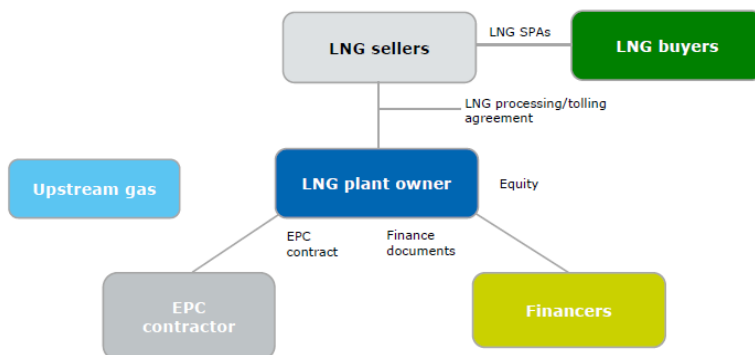 LNG SPAs
LNG sellers
LNG buyers
LNG processing/tolling
agreement
Upstream gas
LNG plant owner
Equity
EPC
contract
Finance
documents
EPC
contractor
Financers